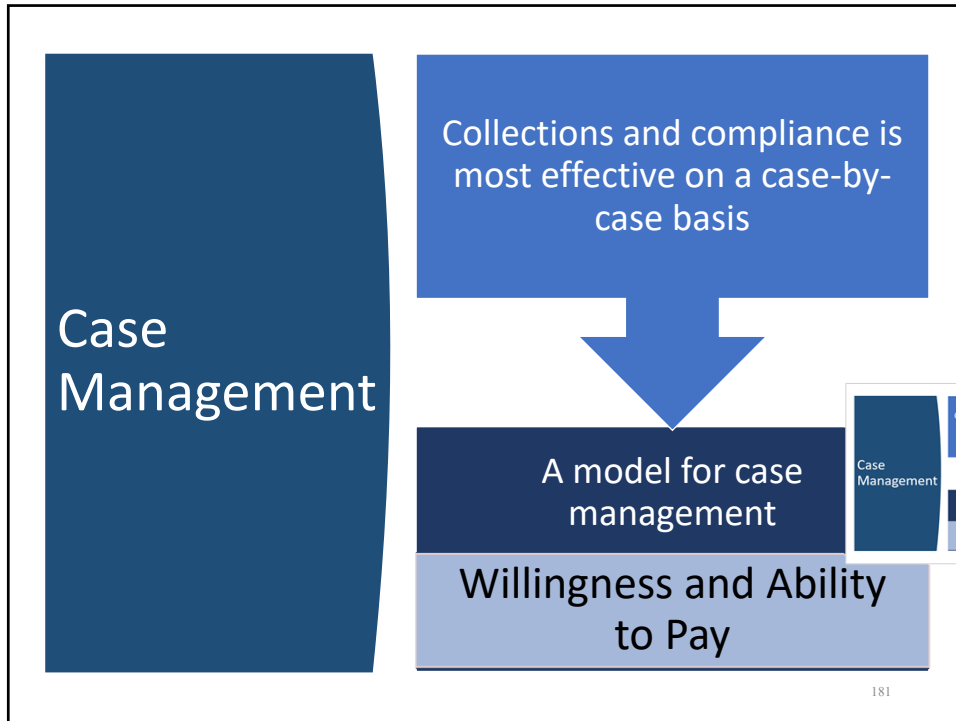 Case
Management
Collections and compliance is
most effective on a case-by-
case basis
A model for case
management
Willingness and Ability
to Pay
Case
Management
181